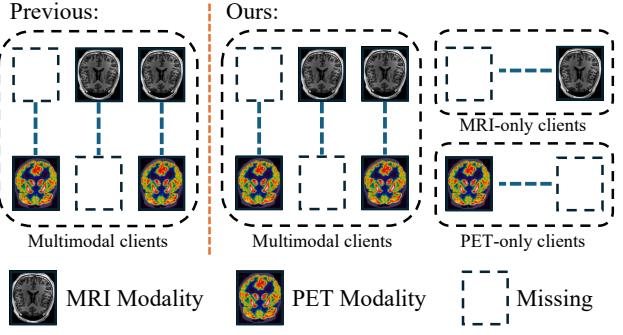 Previous:
Ours:
MRI-only clients
Multimodal clients
Multimodal clients
PET-only clients
MRI Modality
PET Modality
Missing